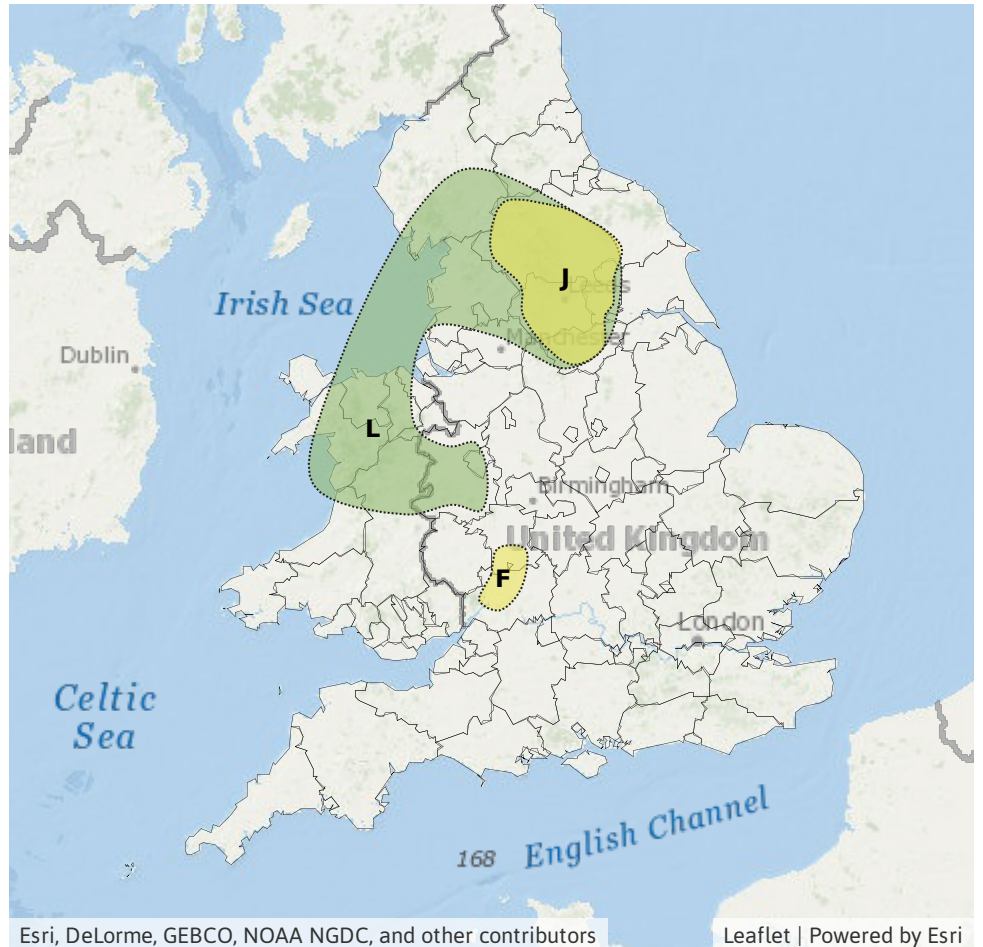 J
Leeds
Irish Sea
Manchester
Dublin
L
land
Birmingham
United Kingdom
F
London
Celtic
Sea
English Channel
168
Esri, DeLorme, GEBCO, NOAA NGDC, and other contributors
Leaflet | Powered by Esri